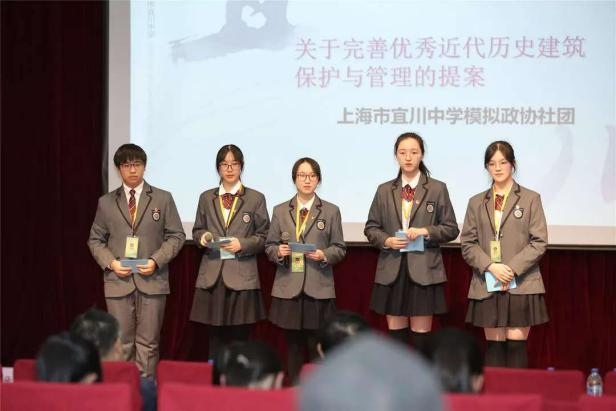 关于完善优秀近代历史建筑
保护与管理的提案
上海市宜川中学模拟政协社团